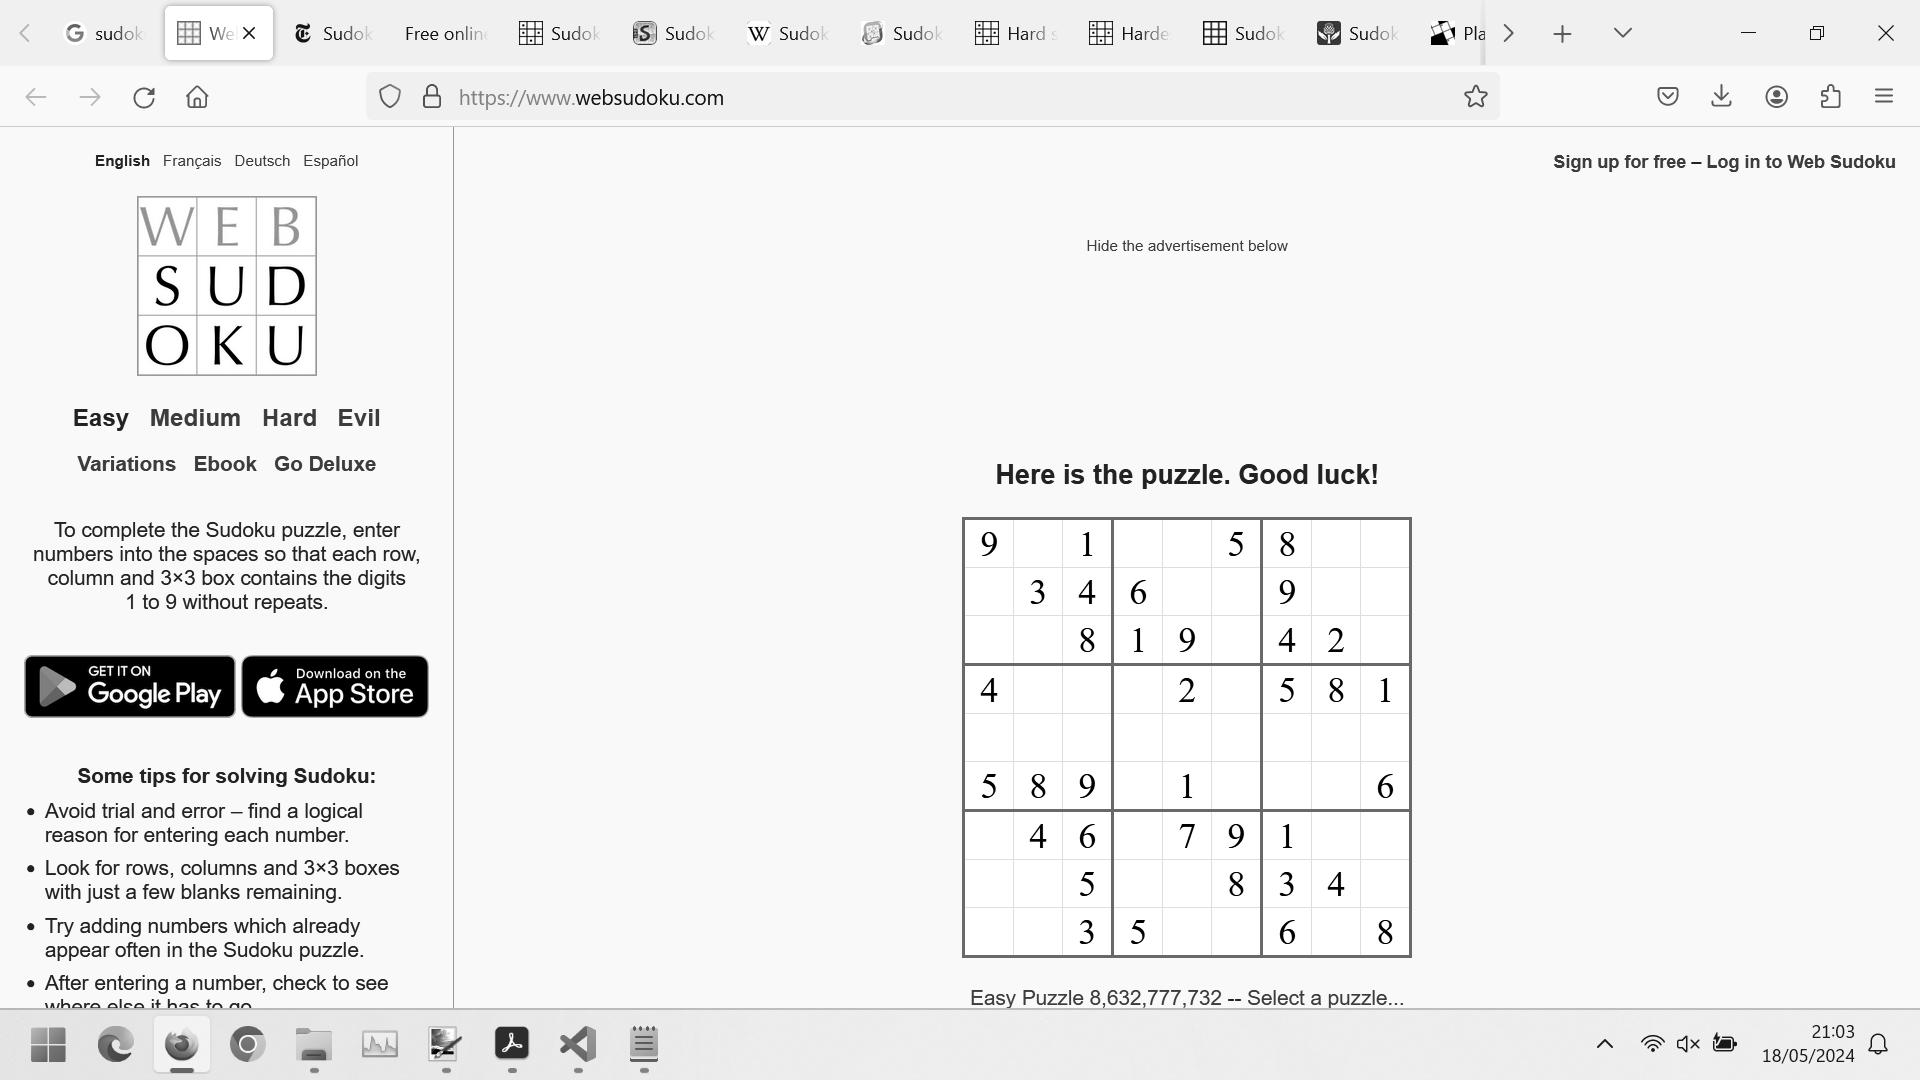 sudok
We
Sudok
Free onlin
Sudok
Sudok
Sudok
Sudok
Hard s
Harde
Sudok
Sudok
Pla
https://www.websudoku.com
English Français Deutsch Español
Sign up for free – Log in to Web Sudoku
WEB
SUD
OKU
Hide the advertisement below
Easy Medium Hard Evil
Variations Ebook Go Deluxe
To complete the Sudoku puzzle, enter
numbers into the spaces so that each row,
column and 3×3 box contains the digits
1 to 9 without repeats.
GET IT ON
Google Play
Download on the
App Store
Some tips for solving Sudoku:
• Avoid trial and error – find a logical
reason for entering each number.
• Look for rows, columns and 3×3 boxes
with just a few blanks remaining.
• Try adding numbers which already
appear often in the Sudoku puzzle.
• After entering a number, check to see
where else it has to go.
Here is the puzzle. Good luck!
9 1 5 8
3 4 6 9
8 1 9 4 2
4 2 5 8 1
5 8 9 1 6
4 6 7 9 1
5 8 3 4
3 5 6 8
Easy Puzzle 8,632,777,732 -- Select a puzzle...
21:03
18/05/2024